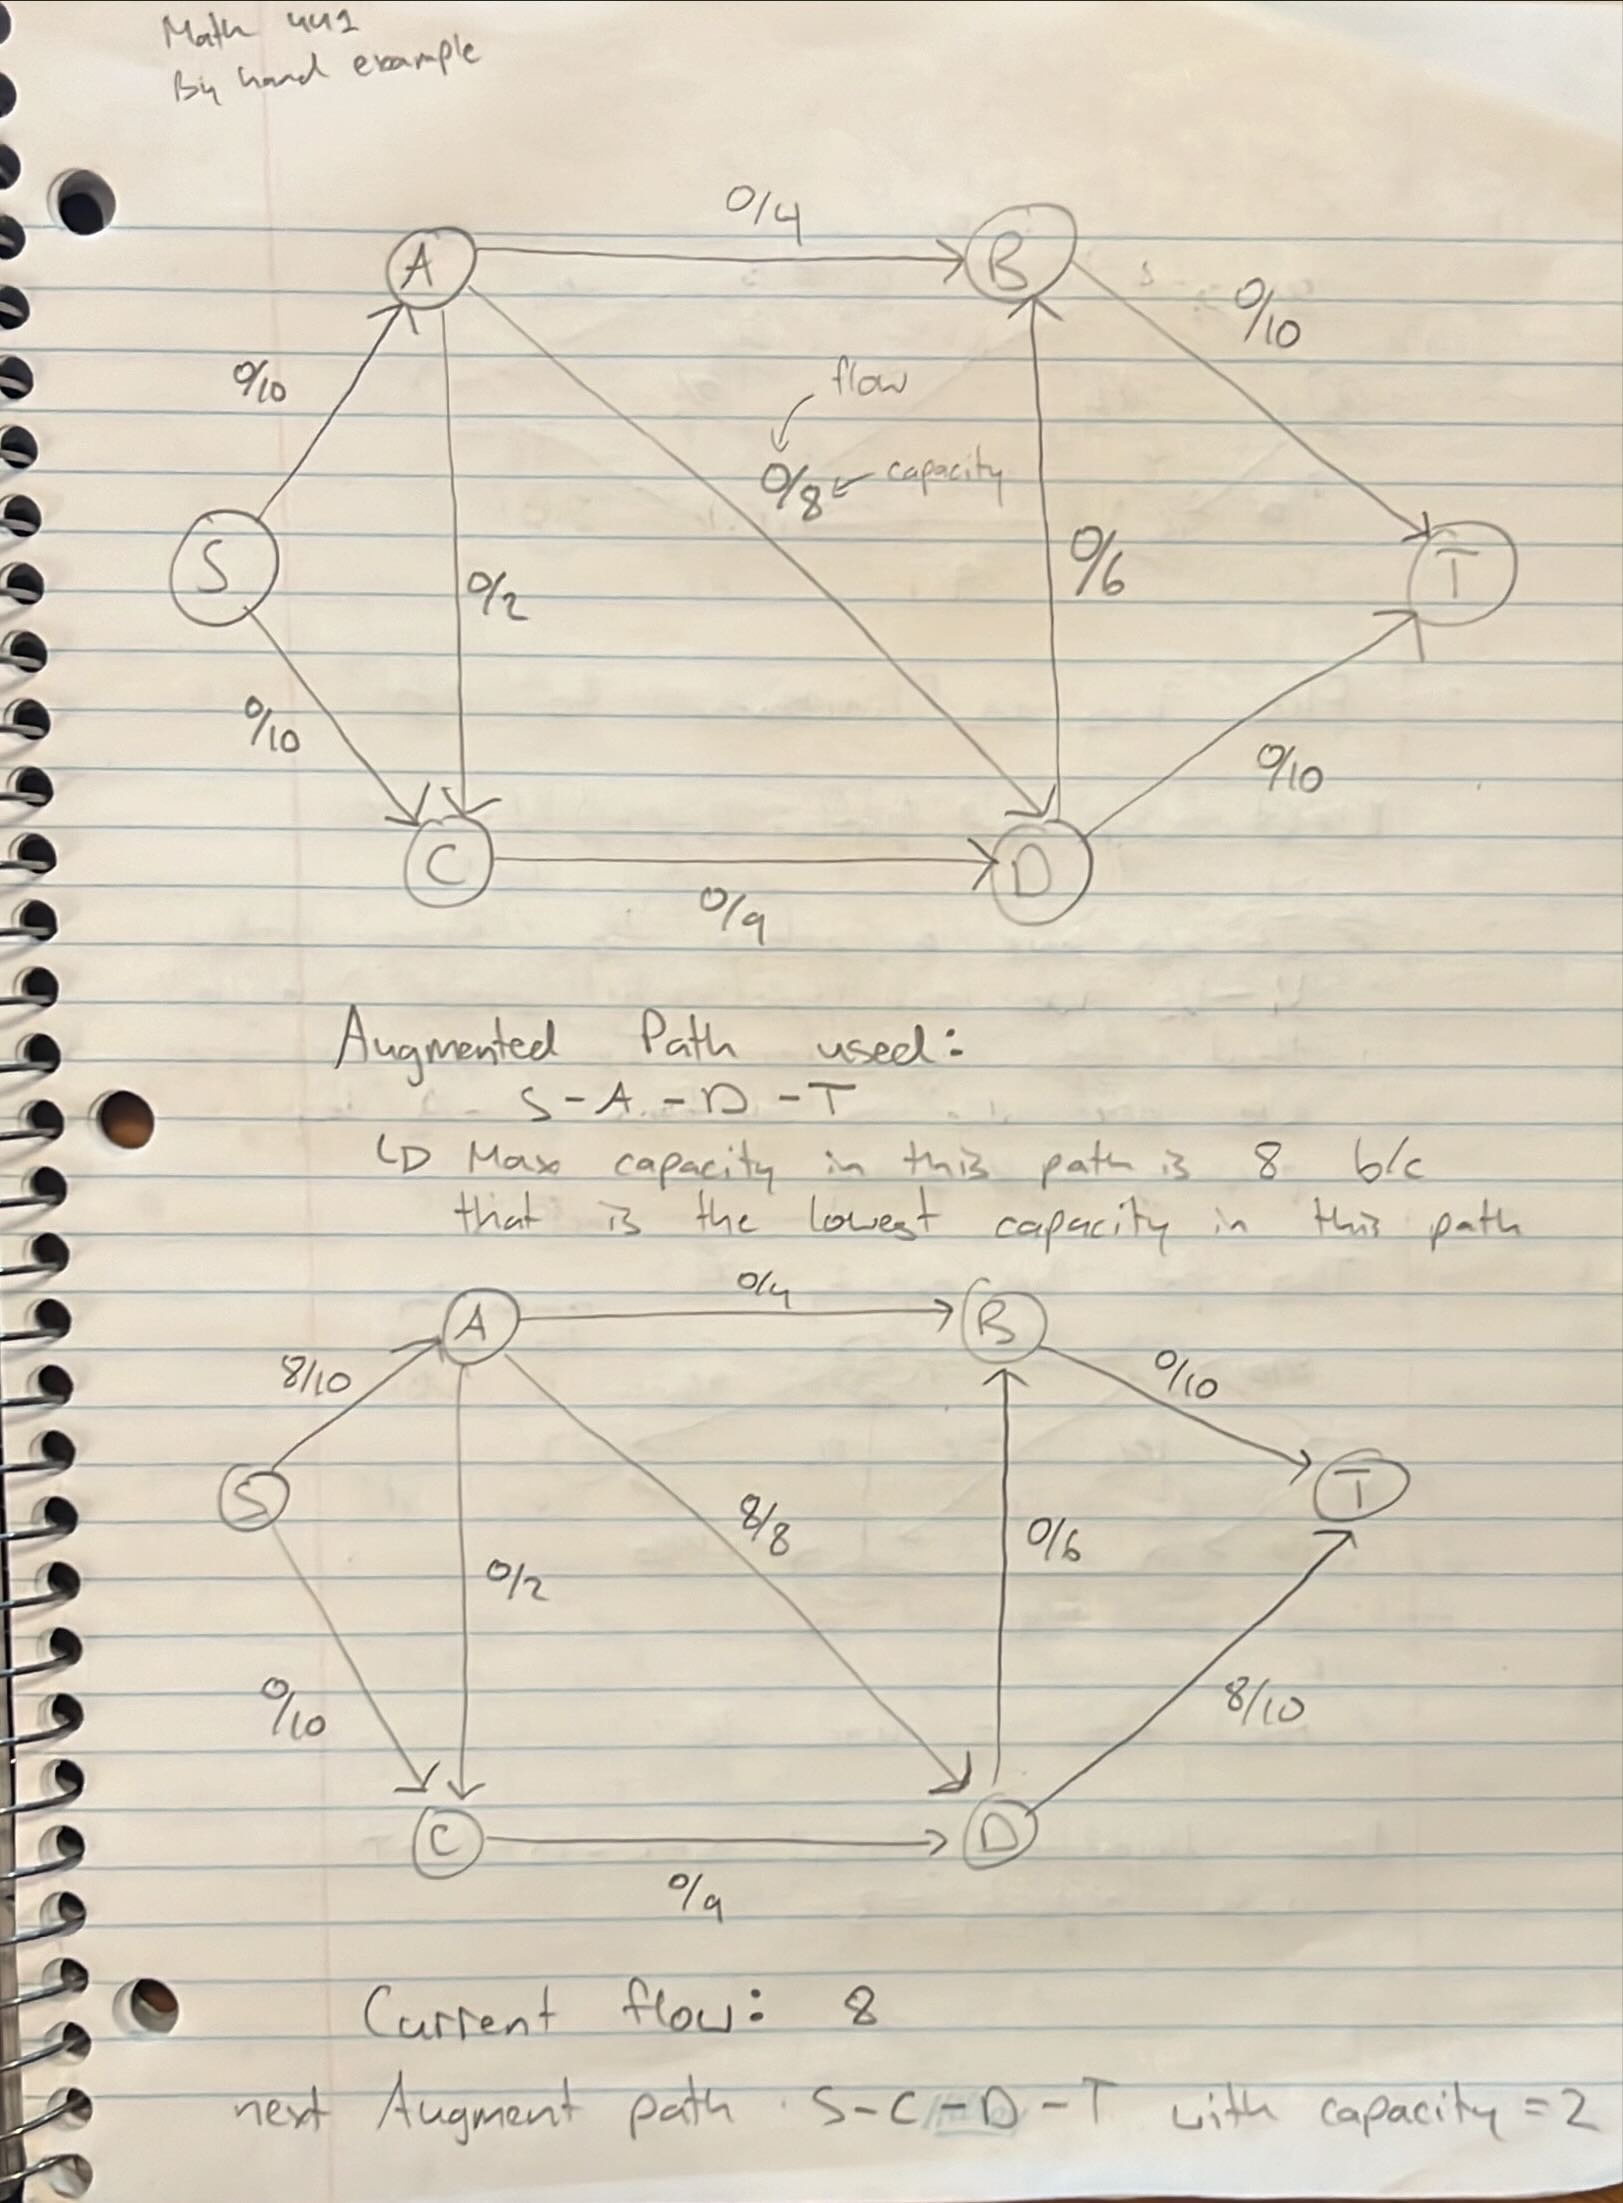 Math 441
By hand example
0/4
A
B
0/10
0/10
flow
0/8 capacity
S
0/2
0/6
T
0/10
0/10
C
D
0/9
Augmented Path used:
S-A-D-T
Max capacity in this path is 8 b/c
that is the lowest capacity in this path
0/4
A
B
8/10
0/10
S
8/8
0/6
T
0/2
0/10
8/10
C
D
0/9
Current flow: 8
next Augment path S-C-D-T with capacity = 2